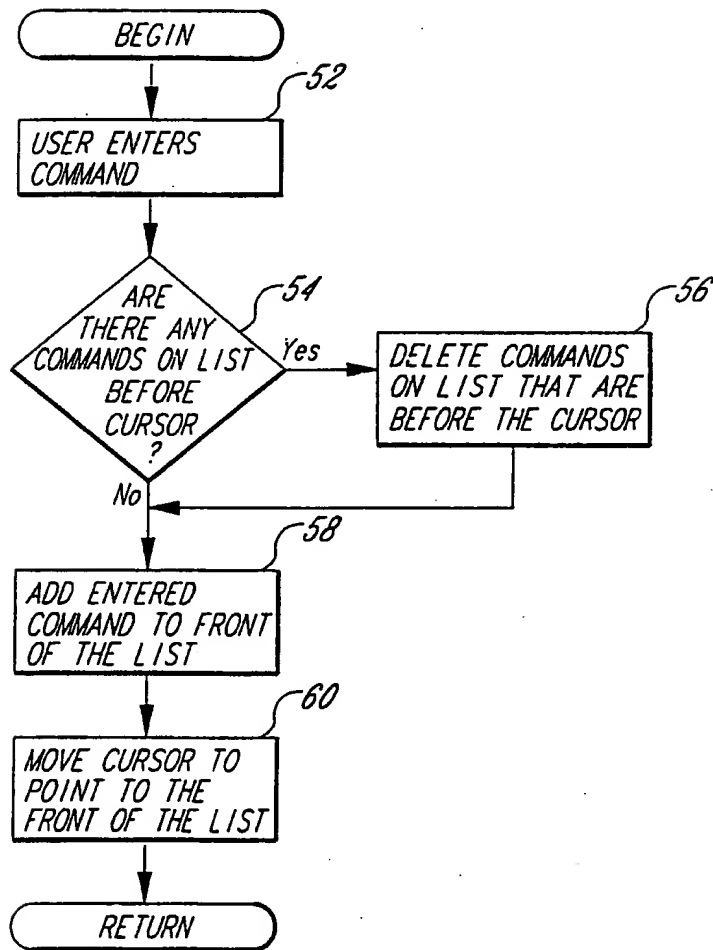 BEGIN
52
USER ENTERS
COMMAND
54
ARE
THERE ANY
COMMANDS ON LIST
BEFORE
CURSOR
?
Yes
56
DELETE COMMANDS
ON LIST THAT ARE
BEFORE THE CURSOR
No
58
ADD ENTERED
COMMAND TO FRONT
OF THE LIST
60
MOVE CURSOR TO
POINT TO THE
FRONT OF THE LIST
RETURN